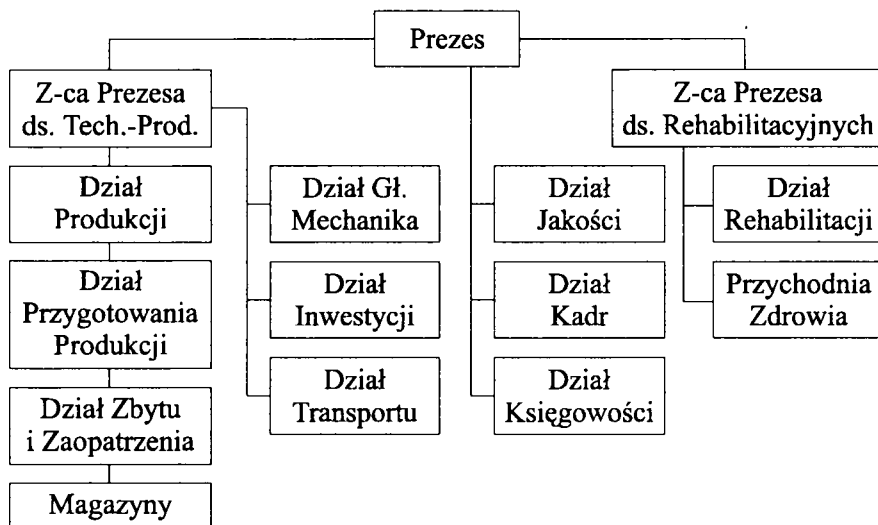 Prezes
Z-ca Prezesa
ds. Tech.-Prod.
Z-ca Prezesa
ds. Rehabilitacyjnych
Dział
Produkcji
Dział Gł.
Mechanika
Dział
Jakości
Dział
Rehabilitacji
Dział
Przygotowania
Produkcji
Dział
Inwestycji
Dział
Kadr
Przychodnia
Zdrowia
Dział Zbytu
i Zaopatrzenia
Dział
Transportu
Dział
Księgowości
Magazyny